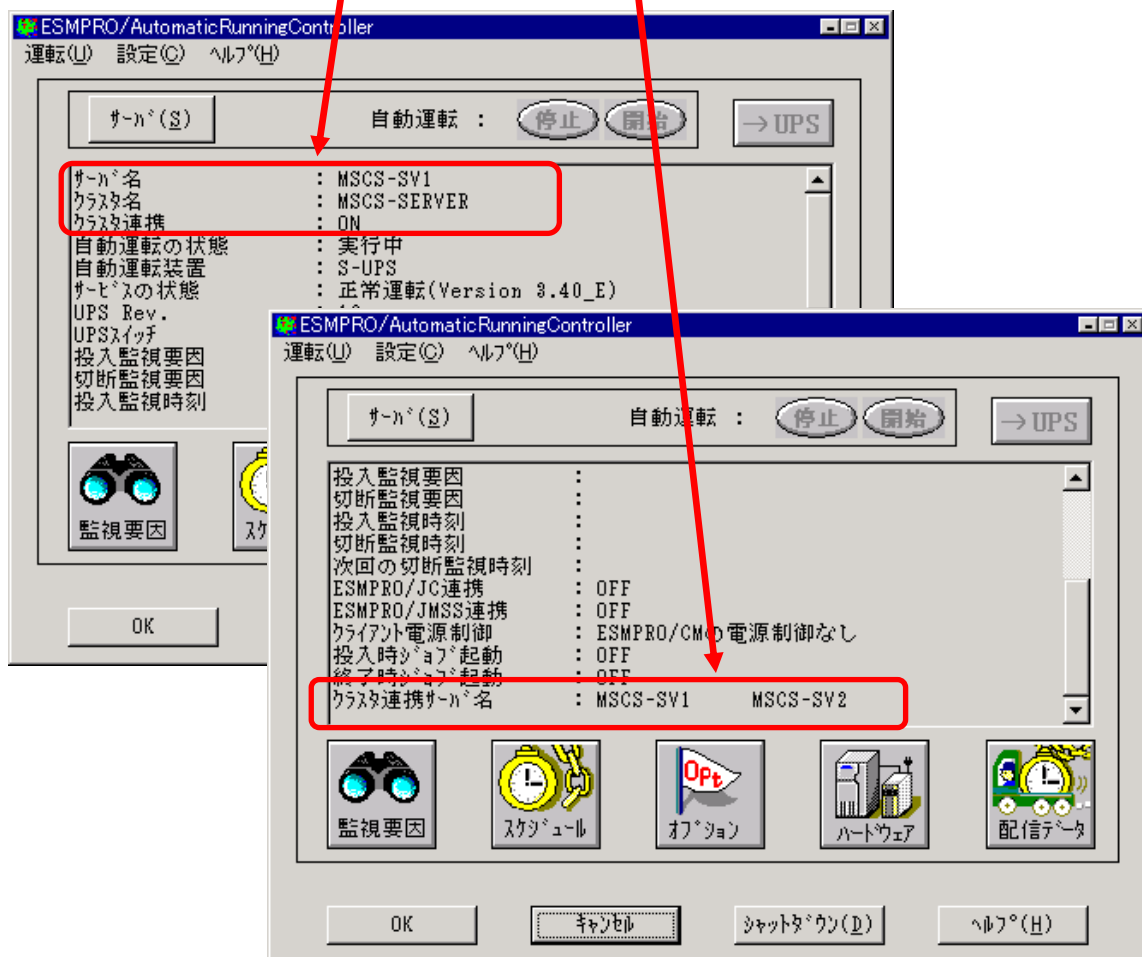 ESMPRO/AutomaticRunningController
運転(U) 設定(C) ﾍﾙﾌﾟ(H)
ｻｰﾊﾞ(S) 自動運転 : 停止 開始 →UPS
ｻｰﾊﾞ名 : MSCS-SV1
ｸﾗｽﾀ名 : MSCS-SERVER
ｸﾗｽﾀ連携 : ON
自動運転の状態 : 実行中
自動運転装置 : S-UPS
ｻｰﾋﾞｽの状態 : 正常運転(Version 3.40_E)
UPS Rev.
UPSｽｲｯﾁ
投入監視要因
切断監視要因
投入監視時刻
監視要因
OK
ESMPRO/AutomaticRunningController
運転(U) 設定(C) ﾍﾙﾌﾟ(H)
ｻｰﾊﾞ(S) 自動運転 : 停止 開始 →UPS
投入監視要因 :
切断監視要因 :
投入監視時刻 :
切断監視時刻 :
次回の切断監視時刻 :
ESMPRO/JC連携 : OFF
ESMPRO/JMSS連携 : OFF
ｸﾗｲｱﾝﾄ電源制御 : ESMPRO/CMの電源制御なし
投入時ｼﾞｮﾌﾞ起動 : OFF
終了時ｼﾞｮﾌﾞ起動 : OFF
ｸﾗｽﾀ連携ｻｰﾊﾞ名 : MSCS-SV1 MSCS-SV2
監視要因 ｽｹｼﾞｭｰﾙ Opt ｵﾌﾟｼｮﾝ ﾊｰﾄﾞｳｪｱ 配信ﾃﾞｰﾀ
OK ｷｬﾝｾﾙ ｼｬｯﾄﾀﾞｳﾝ(D) ﾍﾙﾌﾟ(H)